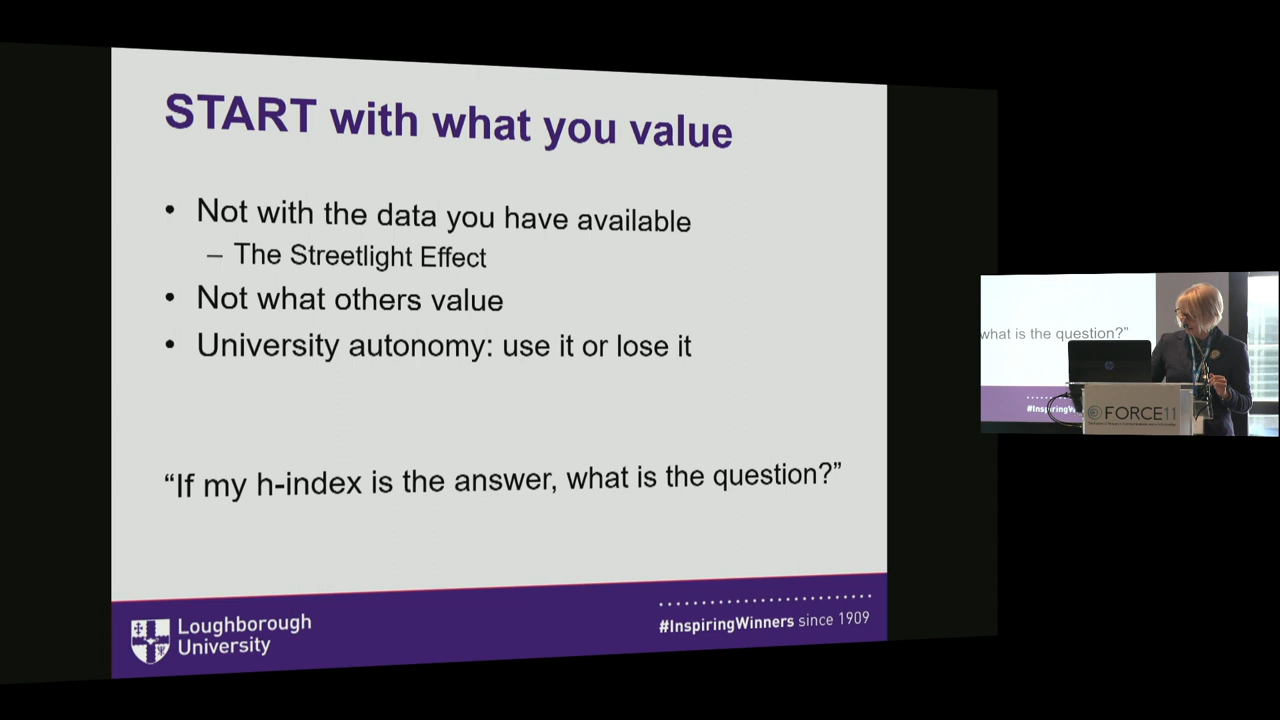 START with what you value
• Not with the data you have available
– The Streetlight Effect
• Not what others value
• University autonomy: use it or lose it
“If my h-index is the answer, what is the question?”
Loughborough
University
#InspiringWinners since 1909
what is the question?”
#InspiringW
FORCE11